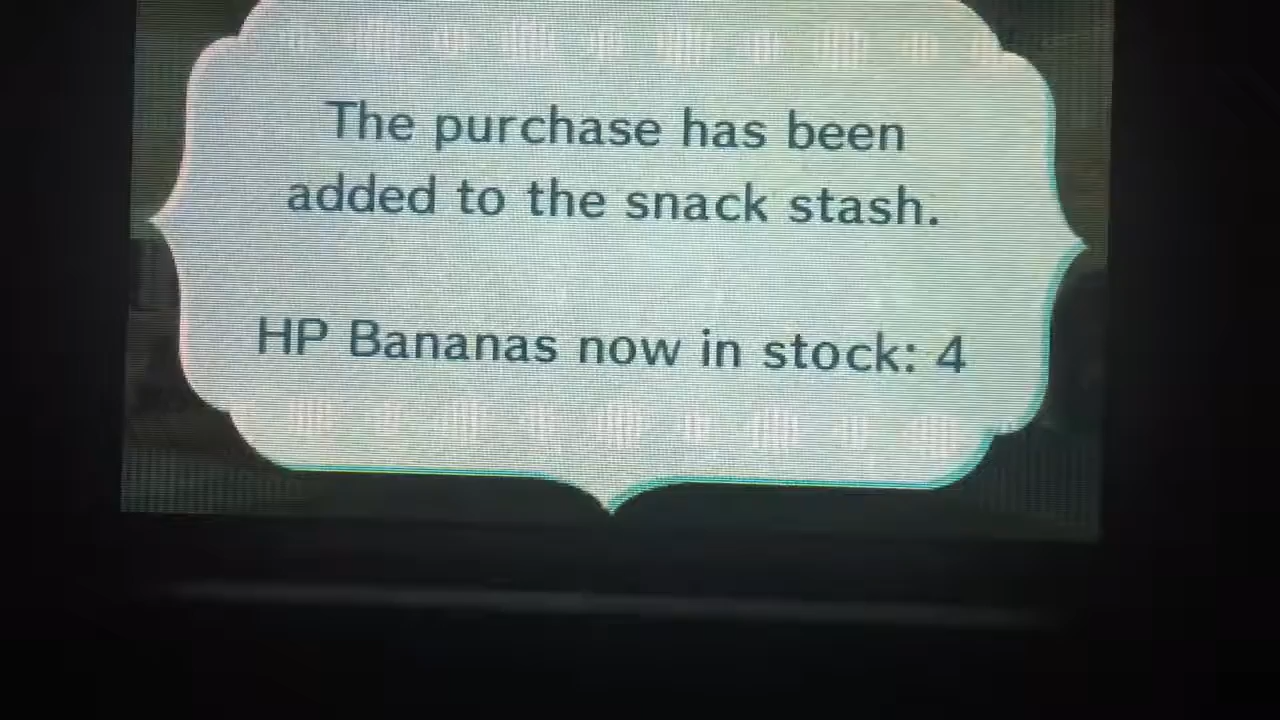 The purchase has been
added to the snack stash.
HP Bananas now in stock: 4